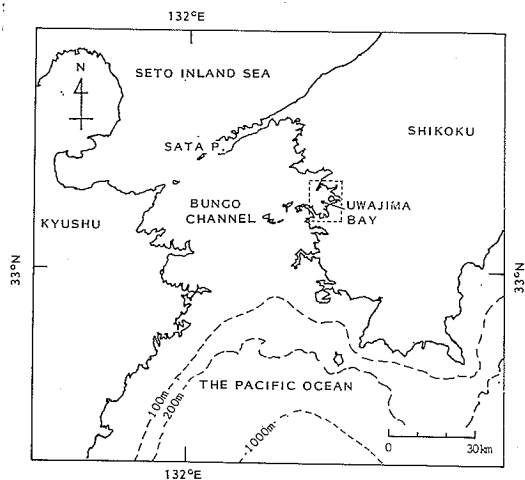 132°E
N
SETO INLAND SEA
SHIKOKU
SATA P.
BUNGO
CHANNEL
UWAJIMA
BAY
KYUSHU
33°N
33°N
THE PACIFIC OCEAN
100m
200m
1000m
0 30km
132°E